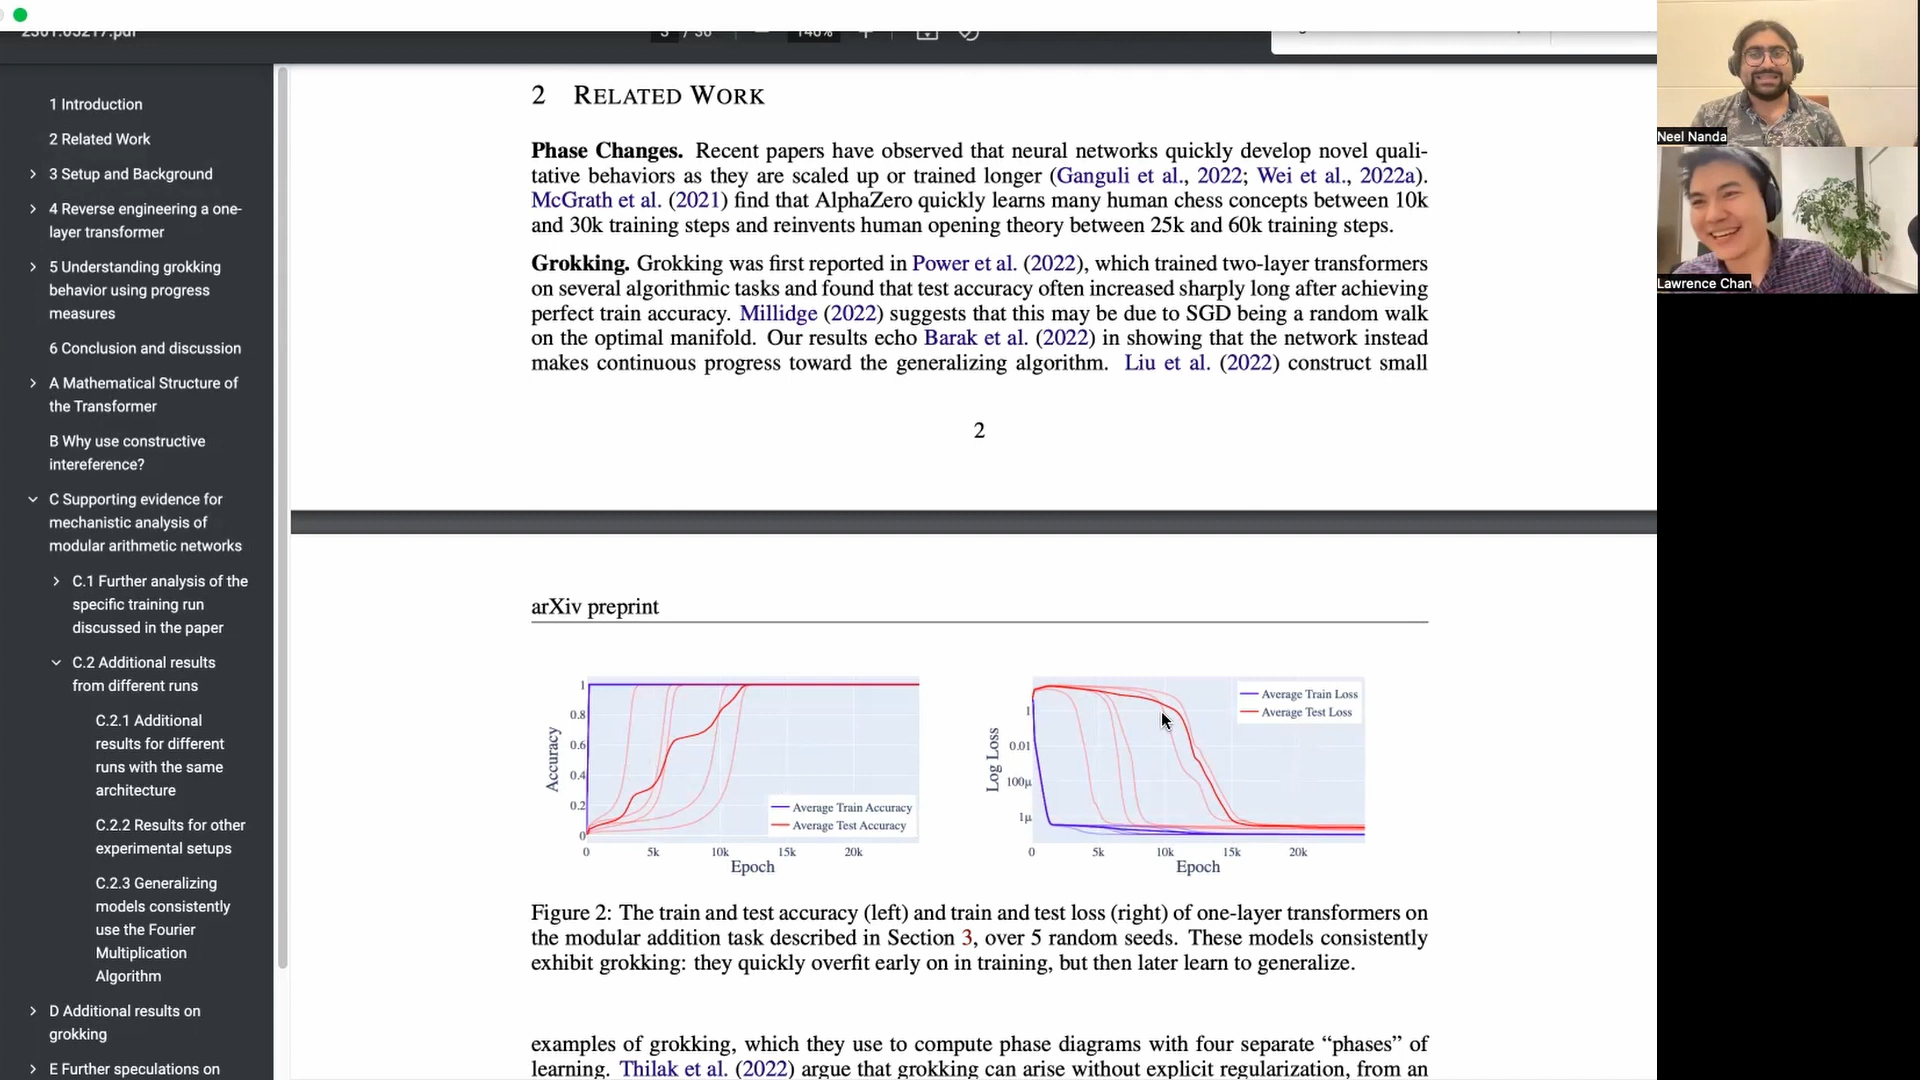 2301.05217.pdf
3 / 36
146%
1 Introduction
2 Related Work
3 Setup and Background
4 Reverse engineering a one-
layer transformer
5 Understanding grokking
behavior using progress
measures
6 Conclusion and discussion
A Mathematical Structure of
the Transformer
B Why use constructive
intereference?
C Supporting evidence for
mechanistic analysis of
modular arithmetic networks
C.1 Further analysis of the
specific training run
discussed in the paper
C.2 Additional results
from different runs
C.2.1 Additional
results for different
runs with the same
architecture
C.2.2 Results for other
experimental setups
C.2.3 Generalizing
models consistently
use the Fourier
Multiplication
Algorithm
D Additional results on
grokking
E Further speculations on
2 RELATED WORK
Phase Changes. Recent papers have observed that neural networks quickly develop novel quali-
tative behaviors as they are scaled up or trained longer (Ganguli et al., 2022; Wei et al., 2022a).
McGrath et al. (2021) find that AlphaZero quickly learns many human chess concepts between 10k
and 30k training steps and reinvents human opening theory between 25k and 60k training steps.
Grokking. Grokking was first reported in Power et al. (2022), which trained two-layer transformers
on several algorithmic tasks and found that test accuracy often increased sharply long after achieving
perfect train accuracy. Millidge (2022) suggests that this may be due to SGD being a random walk
on the optimal manifold. Our results echo Barak et al. (2022) in showing that the network instead
makes continuous progress toward the generalizing algorithm. Liu et al. (2022) construct small
2
arXiv preprint
Accuracy
1
0.8
0.6
0.4
0.2
0
0 5k 10k 15k 20k
Epoch
Average Train Accuracy
Average Test Accuracy
Log Loss
1
0.01
100μ
1μ
0 5k 10k 15k 20k
Epoch
Average Train Loss
Average Test Loss
Figure 2: The train and test accuracy (left) and train and test loss (right) of one-layer transformers on
the modular addition task described in Section 3, over 5 random seeds. These models consistently
exhibit grokking: they quickly overfit early on in training, but then later learn to generalize.
examples of grokking, which they use to compute phase diagrams with four separate “phases” of
learning. Thilak et al. (2022) argue that grokking can arise without explicit regularization, from an
Neel Nanda
Lawrence Chan